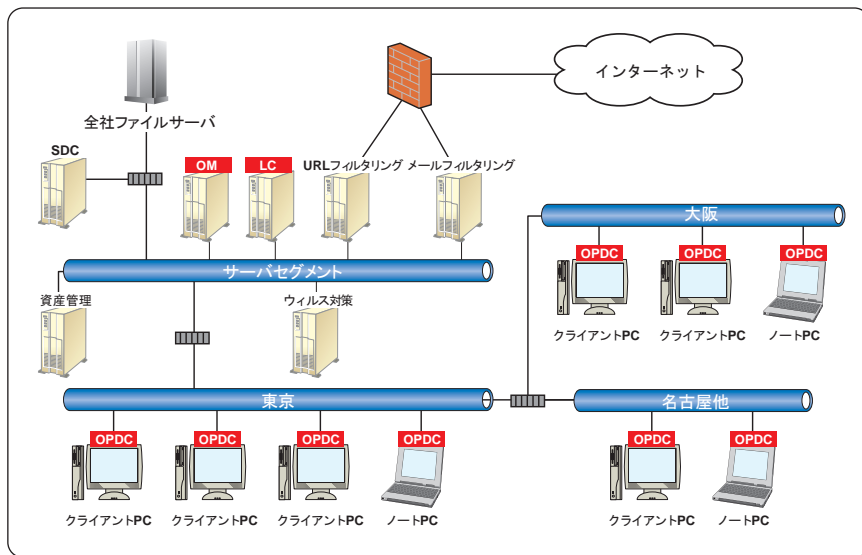 インターネット
全社ファイルサーバ
SDC
OM
LC
URLフィルタリング
メールフィルタリング
大阪
OPDC
OPDC
OPDC
クライアントPC
クライアントPC
ノートPC
サーバセグメント
資産管理
ウィルス対策
東京
名古屋他
OPDC
OPDC
OPDC
OPDC
OPDC
OPDC
クライアントPC
クライアントPC
クライアントPC
ノートPC
クライアントPC
ノートPC